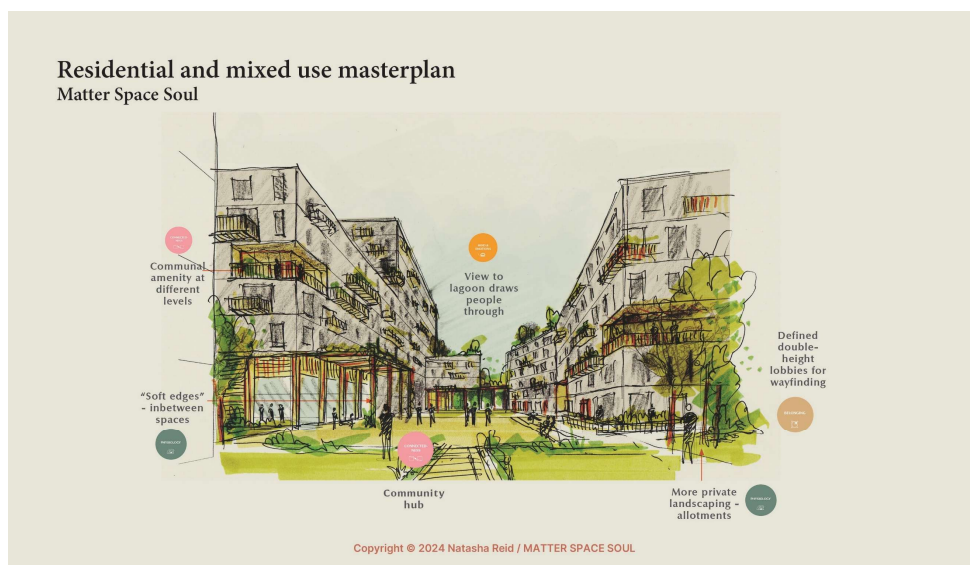 Residential and mixed use masterplan
Matter Space Soul
Communal
amenity at
different
levels
View to
lagoon draws
people
through
Defined
double-
height
lobbies for
wayfinding
“Soft edges”
- inbetween
spaces
CONNECTED
Community
hub
More private
landscaping -
allotments
Copyright © 2024 Natasha Reid / MATTER SPACE SOUL